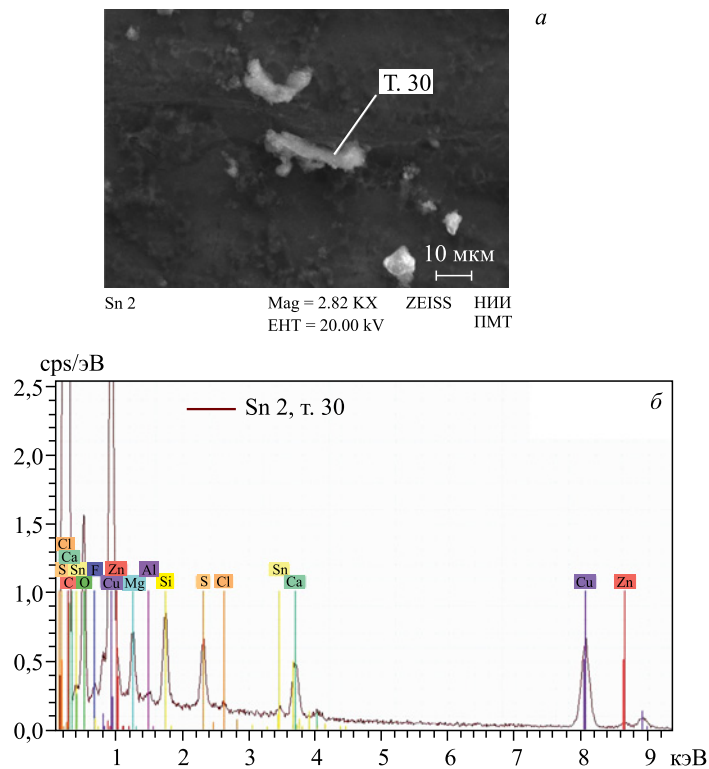 а
Т. 30
10 мкм
Sn 2 Mag = 2.82 KX ZEISS НИИ
EHT = 20.00 kV ПМТ
cps/эВ
б
Sn 2, т. 30
2,5
2,0
1,5
1,0
0,5
0,0
Cl
Ca
S Sn F Zn Al Sn
C O Cu Mg Si S Cl Ca Cu Zn
1 2 3 4 5 6 7 8 9 кэВ